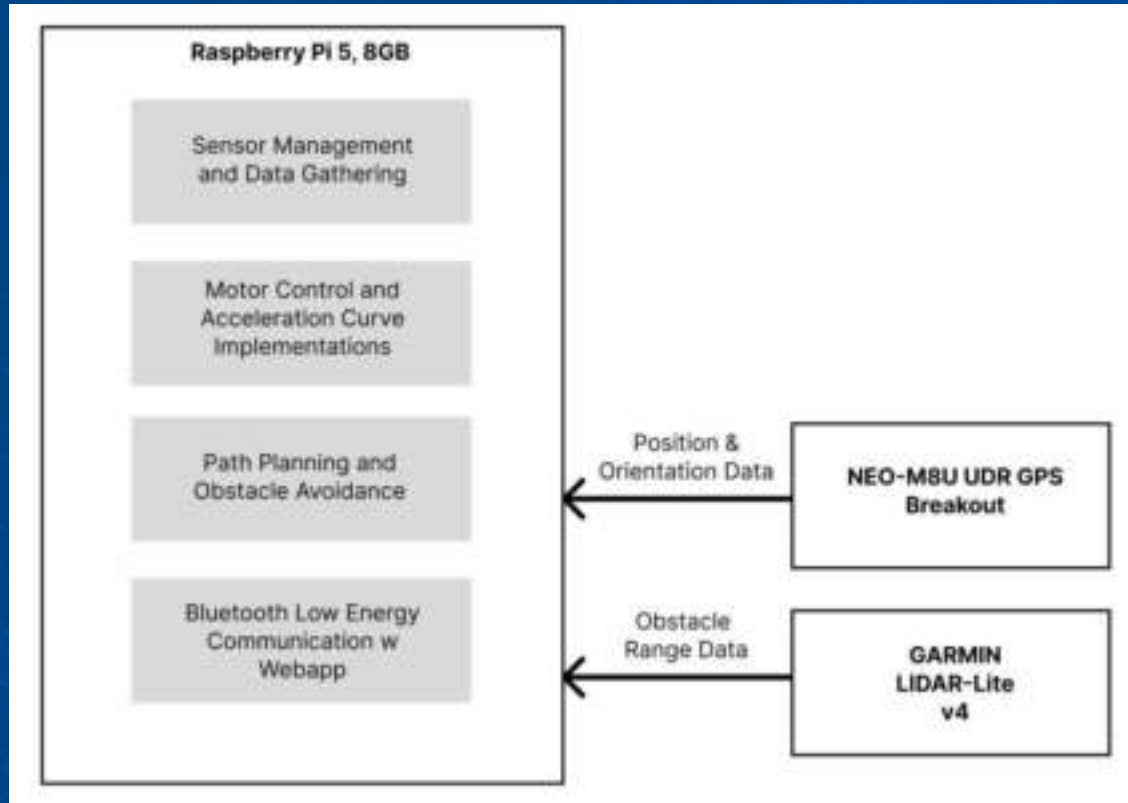 Raspberry Pi 5, 8GB
Sensor Management
and Data Gathering
Motor Control and
Acceleration Curve
Implementations
Path Planning and
Obstacle Avoidance
Bluetooth Low Energy
Communication w
Webapp
Position &
Orientation Data
NEO-M8U UDR GPS
Breakout
Obstacle
Range Data
GARMIN
LIDAR-Lite
v4